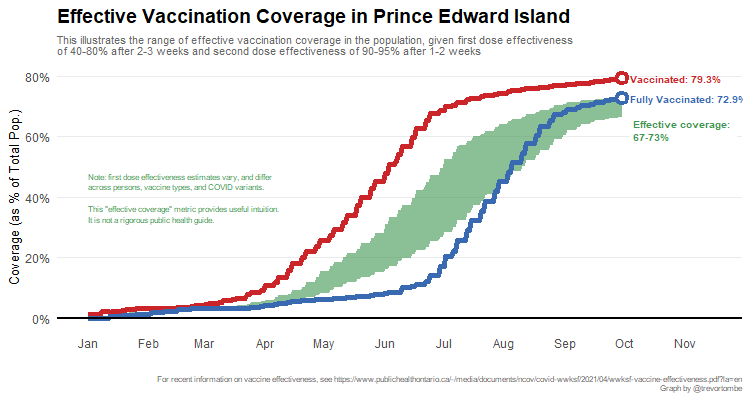 Effective Vaccination Coverage in Prince Edward Island
This illustrates the range of effective vaccination coverage in the population, given first dose effectiveness
of 40-80% after 2-3 weeks and second dose effectiveness of 90-95% after 1-2 weeks
Coverage (as % of Total Pop.)
80%
60%
40%
20%
0%
Vaccinated: 79.3%
Fully Vaccinated: 72.9%
Effective coverage:
67-73%
Note: first dose effectiveness estimates vary, and differ
across persons, vaccine types, and COVID variants.
This "effective coverage" metric provides useful intuition.
It is not a rigorous public health guide.
Jan Feb Mar Apr May Jun Jul Aug Sep Oct Nov
For recent information on vaccine effectiveness, see https://www.publichealthontario.ca/-/media/documents/ncov/covid-wwksf/2021/04/wwksf-vaccine-effectiveness.pdf?la=en
Graph by @trevortombe